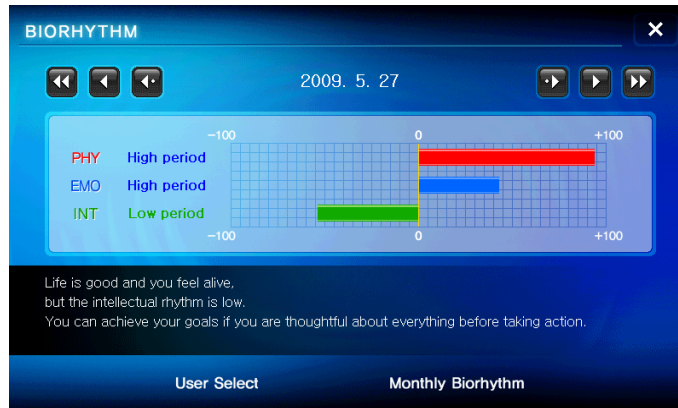 BIORHYTHM
2009. 5. 27
-100 0 +100
PHY High period
EMO High period
INT Low period
-100 0 +100
Life is good and you feel alive,
but the intellectual rhythm is low.
You can achieve your goals if you are thoughtful about everything before taking action.
User Select Monthly Biorhythm